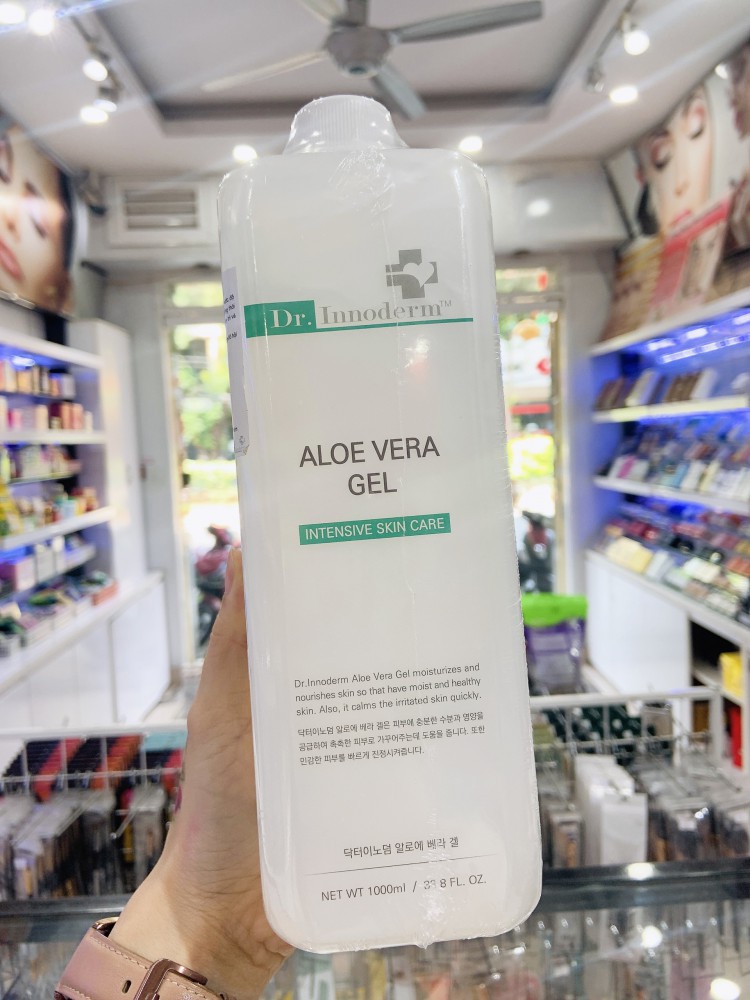 Dr. Innoderm™
ALOE VERA
GEL
INTENSIVE SKIN CARE
Dr.Innoderm Aloe Vera Gel moisturizes and
nourishes skin so that have moist and healthy
skin. Also, it calms the irritated skin quickly.
닥터이노덤 알로에 베라 겔은 피부에 충분한 수분과 영양을
공급하여 촉촉한 피부로 가꾸어주는데 도움을 줍니다. 또한
민감한 피부를 빠르게 진정시켜줍니다.
닥터이노덤 알로에 베라 겔
NET WT 1000ml / 33.8 FL. OZ.